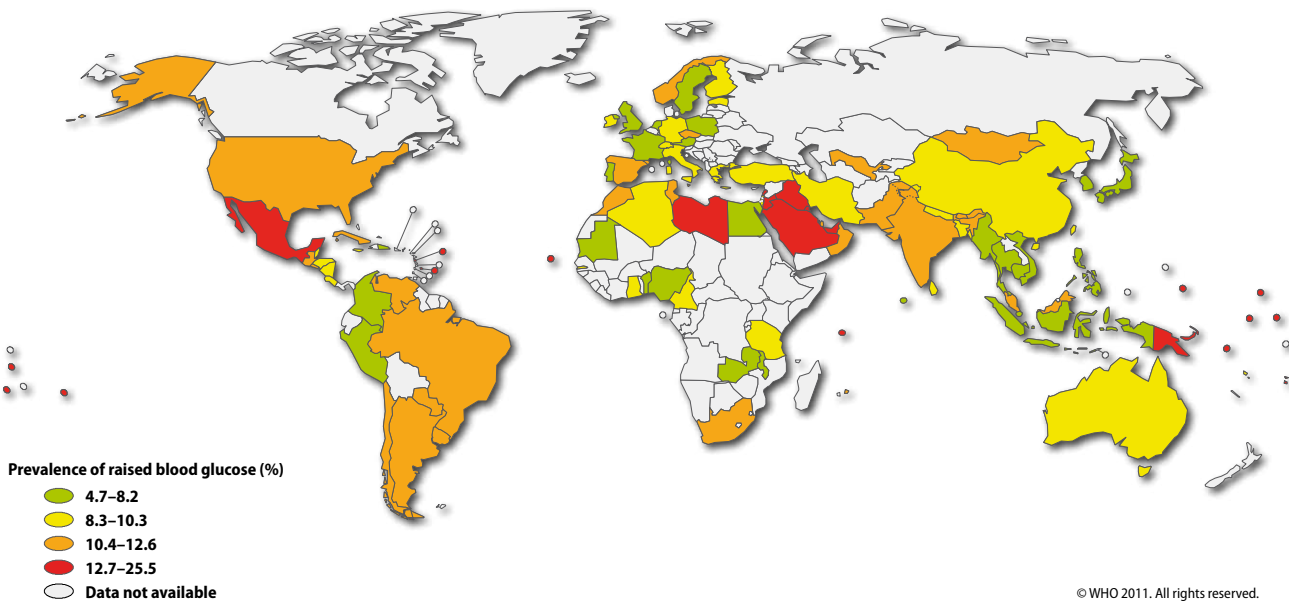 Prevalence of raised blood glucose (%)
4.7–8.2
8.3–10.3
10.4–12.6
12.7–25.5
Data not available
© WHO 2011. All rights reserved.